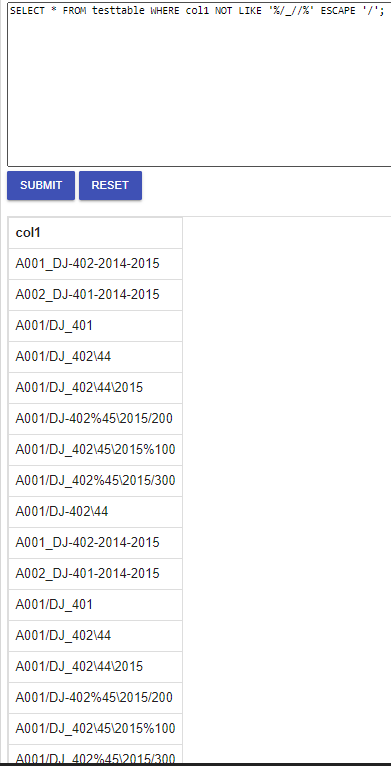 SELECT * FROM testtable WHERE col1 NOT LIKE '%/_//%' ESCAPE '/';
SUBMIT RESET
col1
A001_DJ-402-2014-2015
A002_DJ-401-2014-2015
A001/DJ_401
A001/DJ_402\44
A001/DJ_402\44\2015
A001/DJ-402%45\2015/200
A001/DJ_402\45\2015%100
A001/DJ_402%45\2015/300
A001/DJ-402\44
A001_DJ-402-2014-2015
A002_DJ-401-2014-2015
A001/DJ_401
A001/DJ_402\44
A001/DJ_402\44\2015
A001/DJ-402%45\2015/200
A001/DJ_402\45\2015%100
A001/DJ_402%45\2015/300